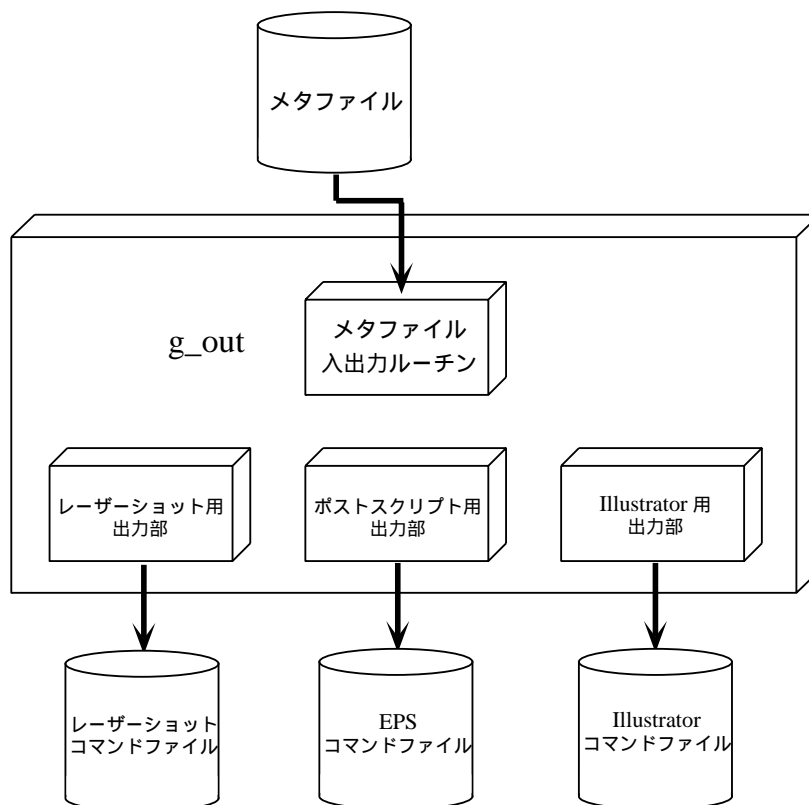 メタファイル
g_out
メタファイル
入出力ルーチン
レーザーショット用
出力部
ポストスクリプト用
出力部
Illustrator 用
出力部
レーザーショット
コマンドファイル
EPS
コマンドファイル
Illustrator
コマンドファイル